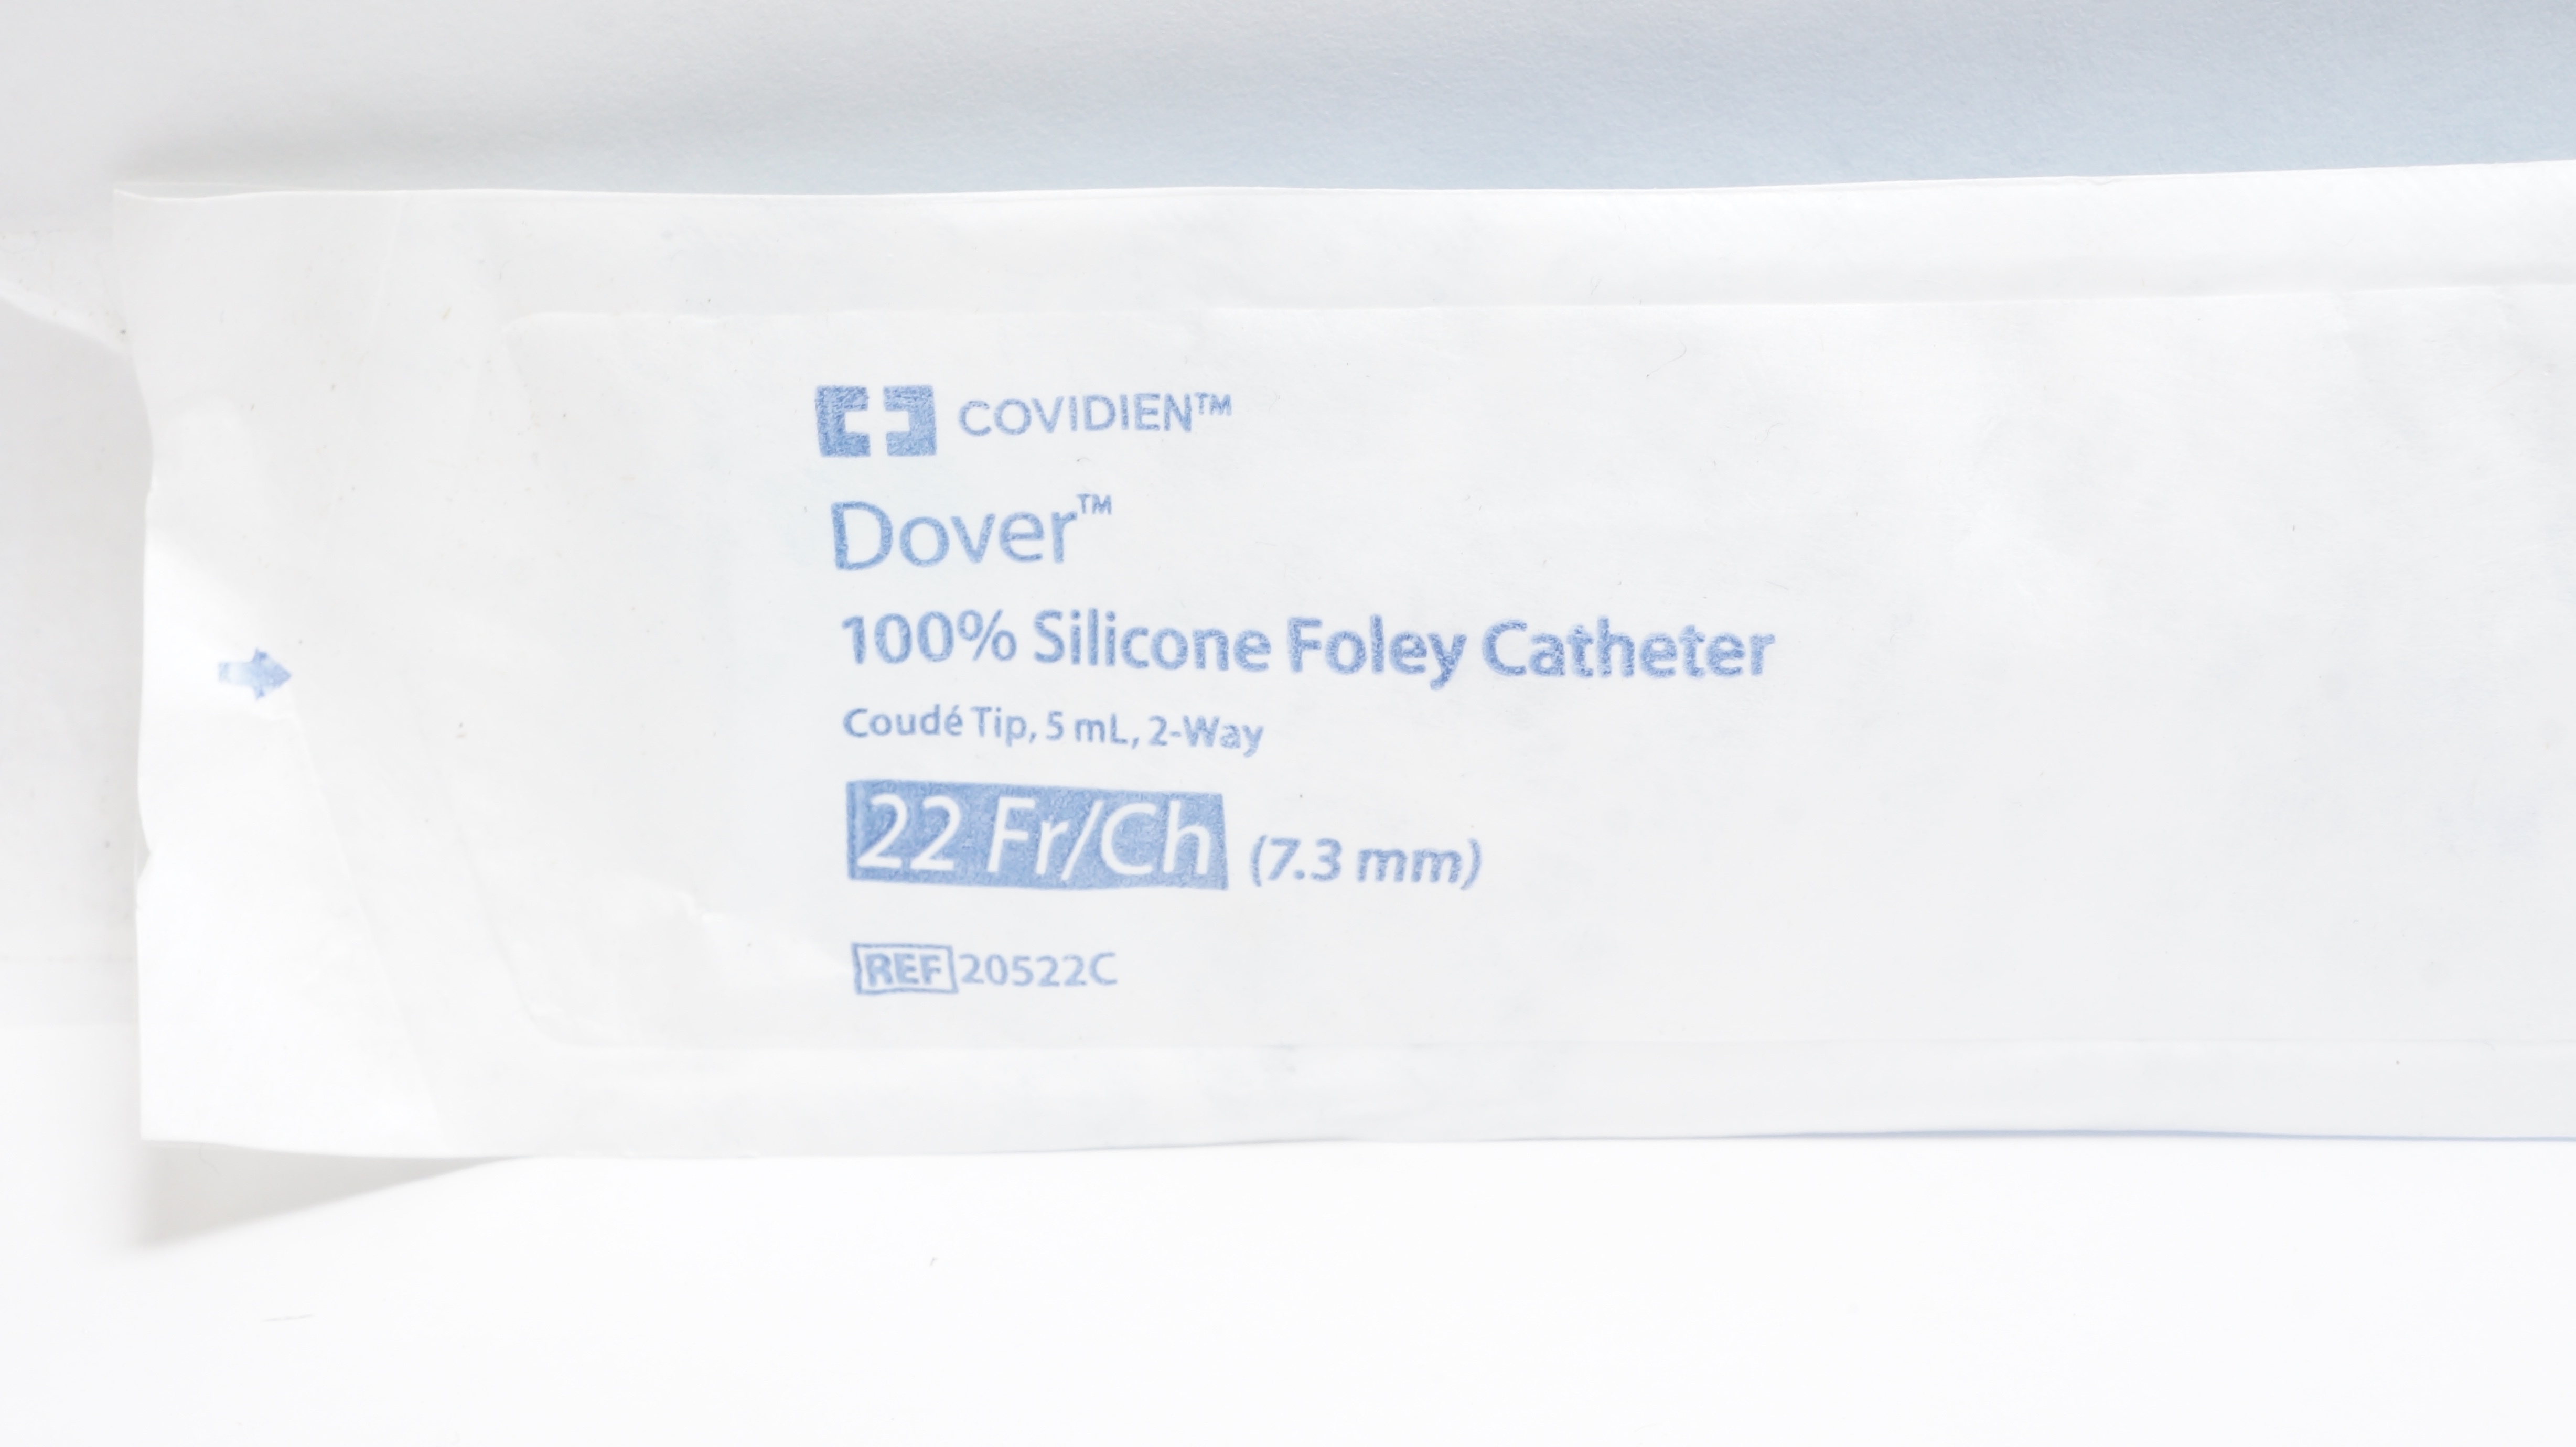 COVIDIEN™
Dover™
100% Silicone Foley Catheter
Coudé Tip, 5 mL, 2-Way
22 Fr/Ch (7.3 mm)
REF 20522C